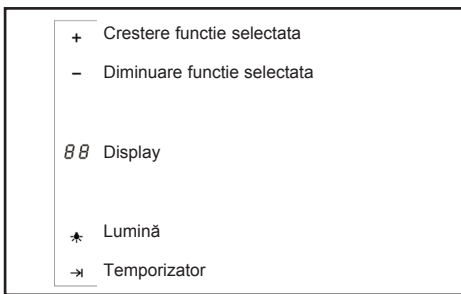 + Crestere functie selectata
− Diminuare functie selectata
88 Display
Lumină
Temporizator